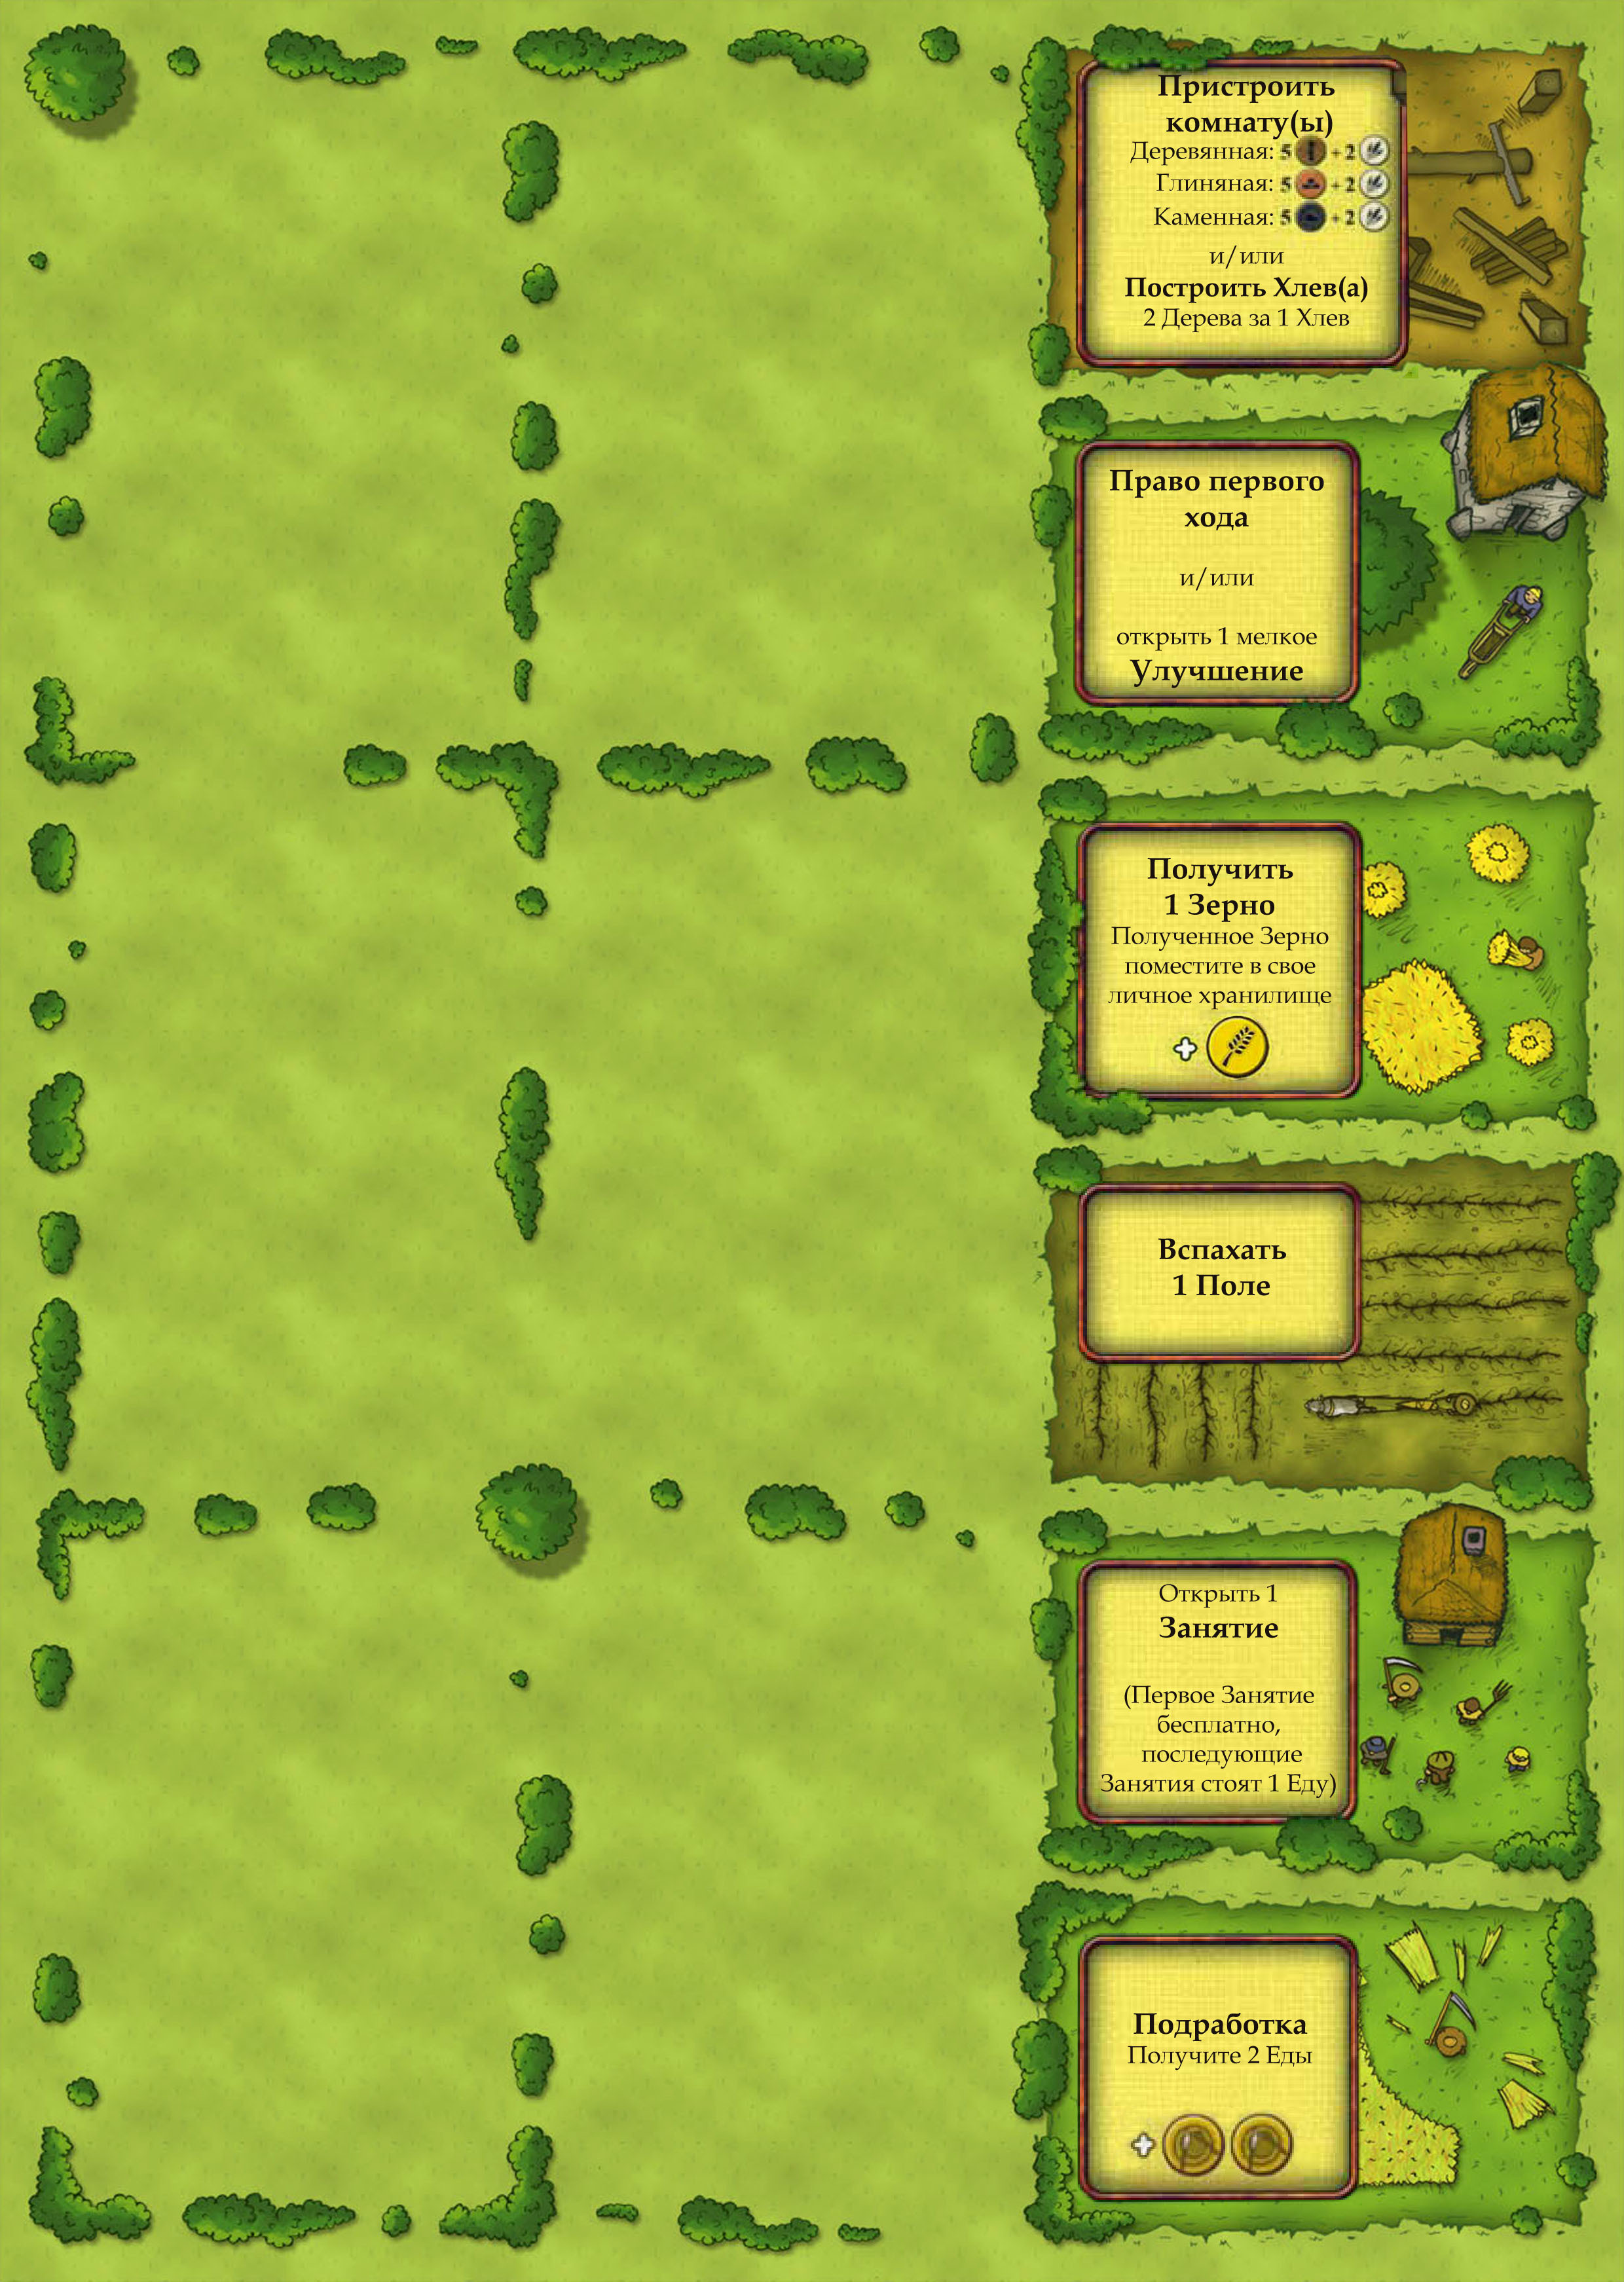 Пристроить
комнату(ы)
Деревянная: 5 + 2
Глиняная: 5 + 2
Каменная: 5 + 2
и/или
Построить Хлев(а)
2 Дерева за 1 Хлев
Право первого
хода
и/или
открыть 1 мелкое
Улучшение
Получить
1 Зерно
Полученное Зерно
поместите в свое
личное хранилище
+
Вспахать
1 Поле
Открыть 1
Занятие
(Первое Занятие
бесплатно,
последующие
Занятия стоят 1 Еду)
Подработка
Получите 2 Еды
+